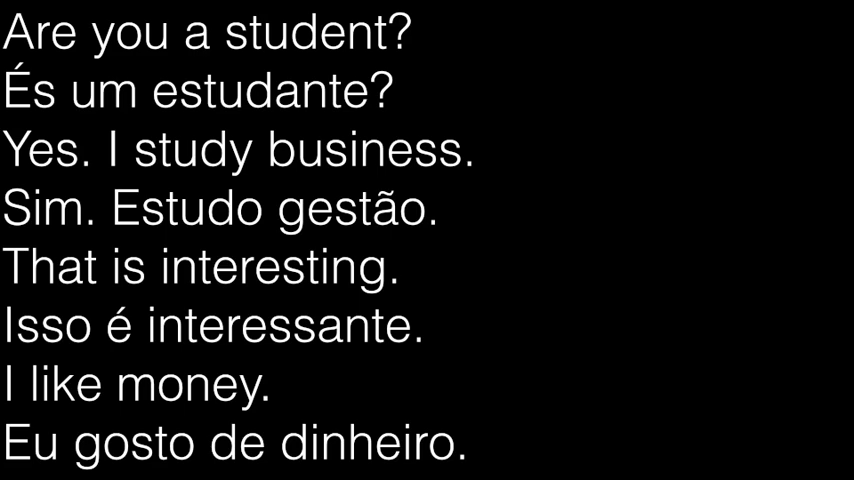 Are you a student?
És um estudante?
Yes. I study business.
Sim. Estudo gestão.
That is interesting.
Isso é interessante.
I like money.
Eu gosto de dinheiro.